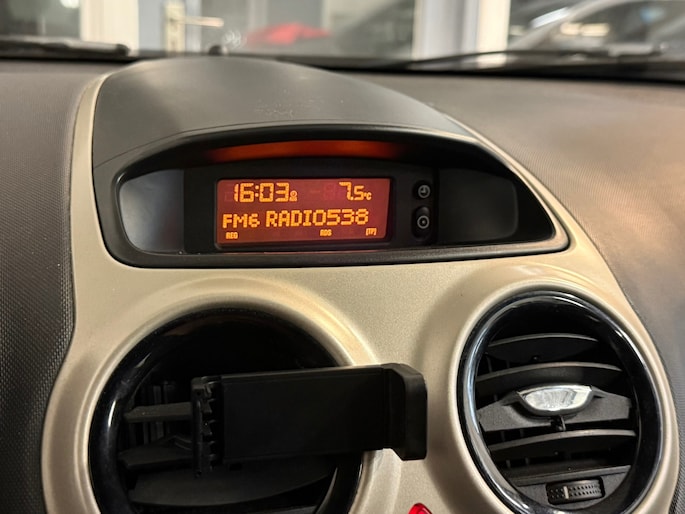 16:03 7.5°C
FM6 RADIO538
REG RDS [TP]